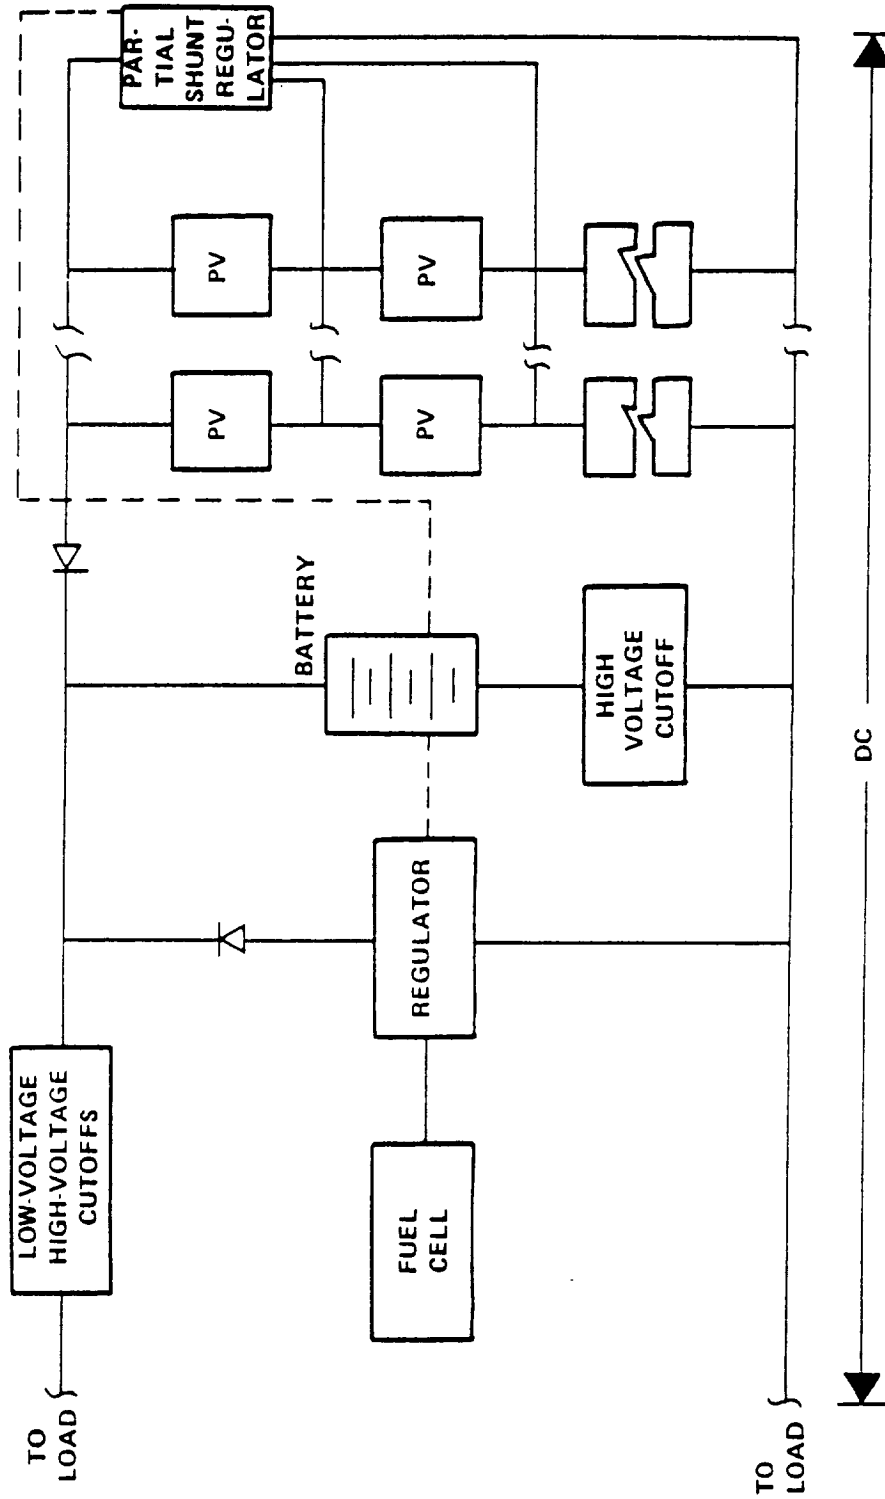 TO
LOAD
LOW-VOLTAGE
HIGH-VOLTAGE
CUTOFFS
FUEL
CELL
REGULATOR
BATTERY
HIGH
VOLTAGE
CUTOFF
PV
PV
PV
PV
PAR-
TIAL
SHUNT
REGU-
LATOR
TO
LOAD
DC